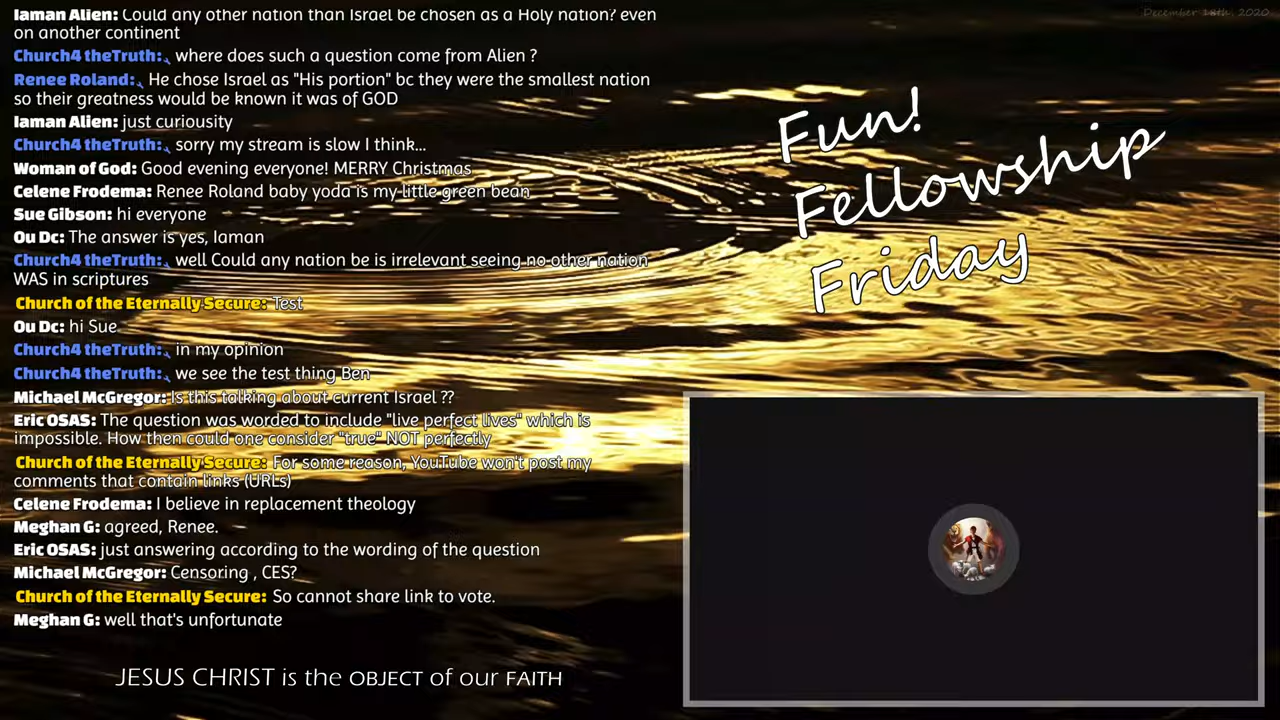 Iaman Alien: Could any other nation than Israel be chosen as a Holy nation? even
on another continent
Church4 theTruth: where does such a question come from Alien ?
Renee Roland: He chose Israel as "His portion" bc they were the smallest nation
so their greatness would be known it was of GOD
Iaman Alien: just curiousity
Church4 theTruth: sorry my stream is slow I think...
Woman of God: Good evening everyone! MERRY Christmas
Celene Frodema: Renee Roland baby yoda is my little green bean
Sue Gibson: hi everyone
Ou Dc: The answer is yes, Iaman
Church4 theTruth: well Could any nation be is irrelevant seeing no other nation
WAS in scriptures
Church of the Eternally Secure: Test
Ou Dc: hi Sue
Church4 theTruth: in my opinion
Church4 theTruth: we see the test thing Ben
Michael McGregor: Is this talking about current Israel ??
Eric OSAS: The question was worded to include "live perfect lives" which is
impossible. How then could one consider "true" NOT perfectly
Church of the Eternally Secure: For some reason, YouTube won't post my
comments that contain links (URLs)
Celene Frodema: I believe in replacement theology
Meghan G: agreed, Renee.
Eric OSAS: just answering according to the wording of the question
Michael McGregor: Censoring , CES?
Church of the Eternally Secure: So cannot share link to vote.
Meghan G: well that's unfortunate
JESUS CHRIST is the OBJECT of our FAITH
December 18th, 2020
Fun!
Fellowship
Friday